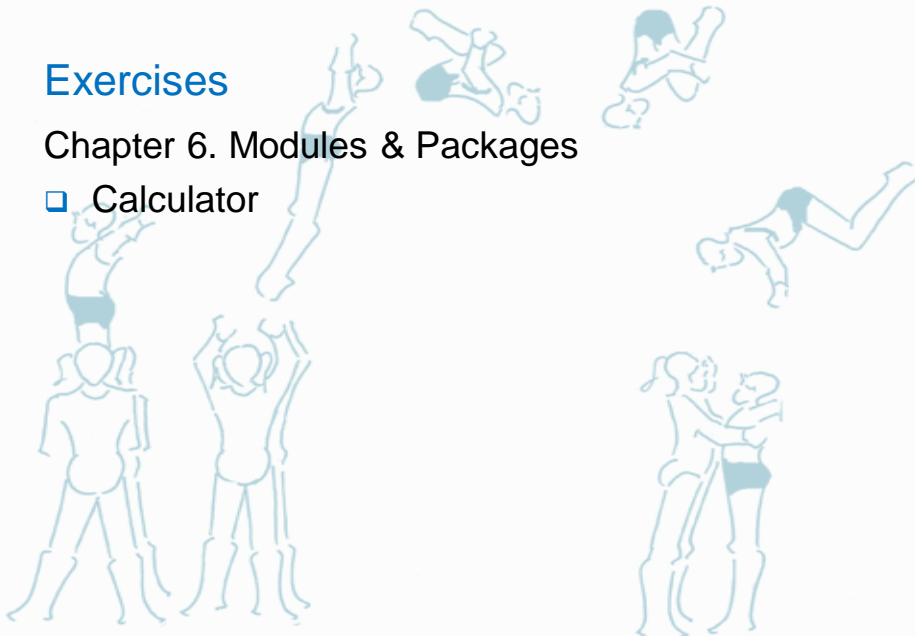 Exercises
Chapter 6. Modules & Packages
❑ Calculator